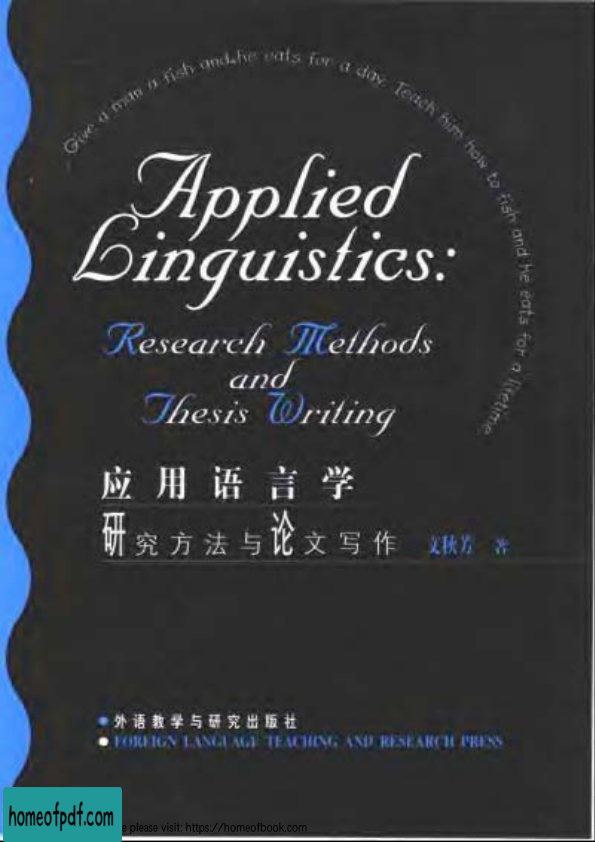 Give a man a fish and he eats for a day. Teach him how to fish and he eats for a lifetime.
Applied
Linguistics:
Research Methods
and
Thesis Writing
应用语言学
研究方法与论文写作 文秋芳 著
外语教学与研究出版社
FOREIGN LANGUAGE TEACHING AND RESEARCH PRESS
homeofpdf.com
e please visit: https://homeofbook.com